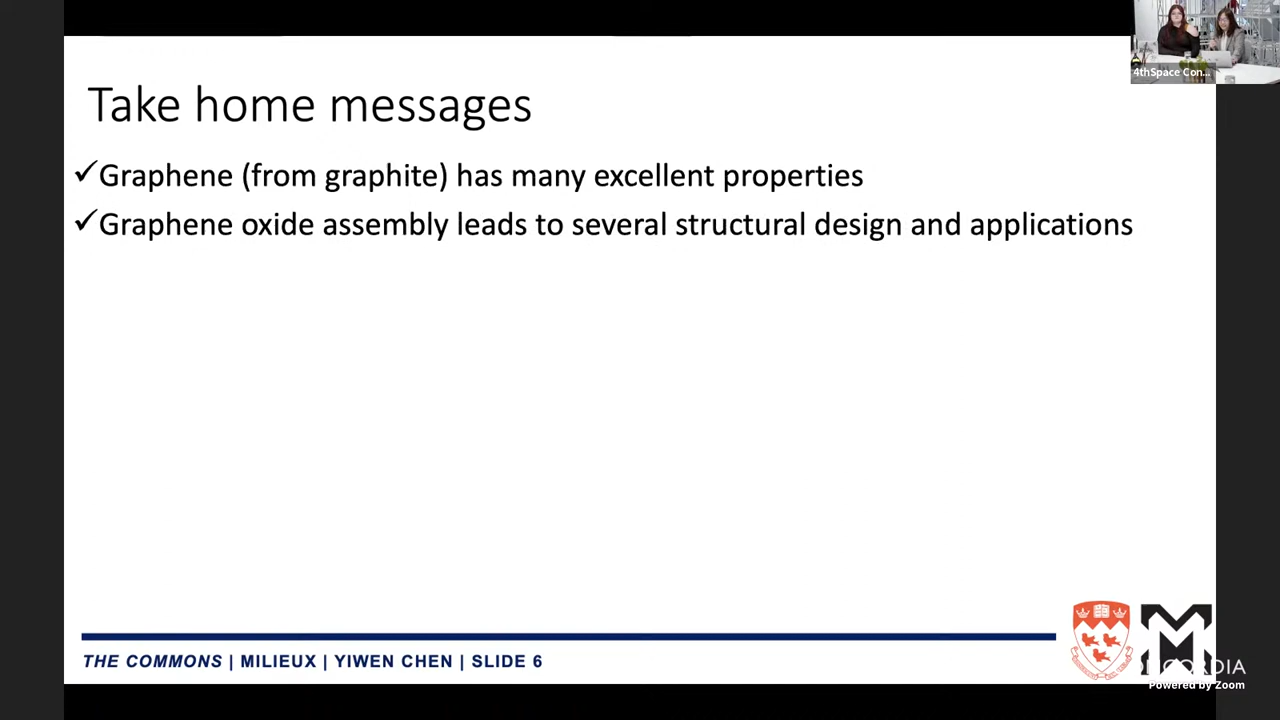 4thSpace Con...
Take home messages
✓Graphene (from graphite) has many excellent properties
✓Graphene oxide assembly leads to several structural design and applications
THE COMMONS | MILIEUX | YIWEN CHEN | SLIDE 6
Powered by Zoom